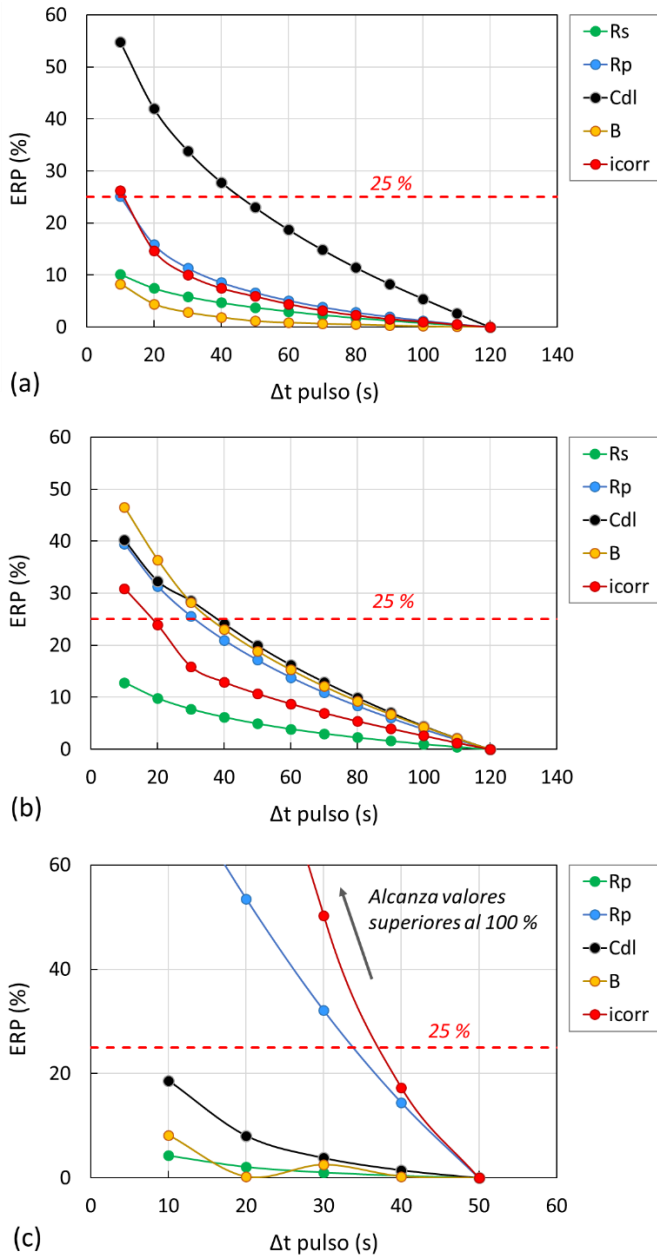 60
50
40
30
20
10
0
ERP (%)
25 %
0 20 40 60 80 100 120 140
Δt pulso (s)
(a)
Rs
Rp
Cdl
B
icorr
60
50
40
30
20
10
0
ERP (%)
25 %
0 20 40 60 80 100 120 140
Δt pulso (s)
(b)
Rs
Rp
Cdl
B
icorr
60
40
20
0
ERP (%)
Alcanza valores
superiores al 100 %
25 %
0 10 20 30 40 50 60
Δt pulso (s)
(c)
Rp
Rp
Cdl
B
icorr